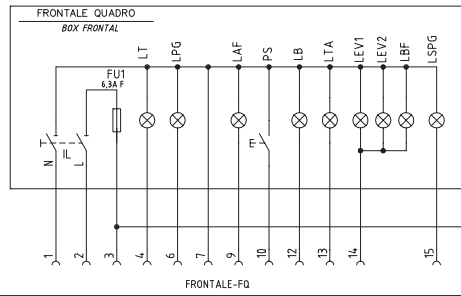 FRONTALE QUADRO
BOX FRONTAL
FU1
6,3A F
LT
LPG
LAF
PS
LB
LTA
LEV1
LEV2
LBF
LSPG
IL
E
N
L
1
2
3
4
6
7
9
10
12
13
14
15
FRONTALE-FQ